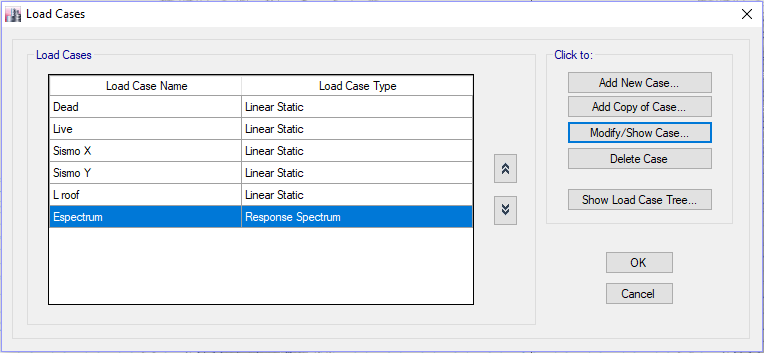 Load Cases
Load Cases
Load Case Name Load Case Type
Dead Linear Static
Live Linear Static
Sismo X Linear Static
Sismo Y Linear Static
L roof Linear Static
Espectrum Response Spectrum
Click to:
Add New Case...
Add Copy of Case...
Modify/Show Case...
Delete Case
Show Load Case Tree...
OK
Cancel